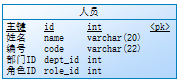 人员
主键 id int <pk>
姓名 name varchar(20)
编号 code varchar(22)
部门ID dept_id int
角色ID role_id int